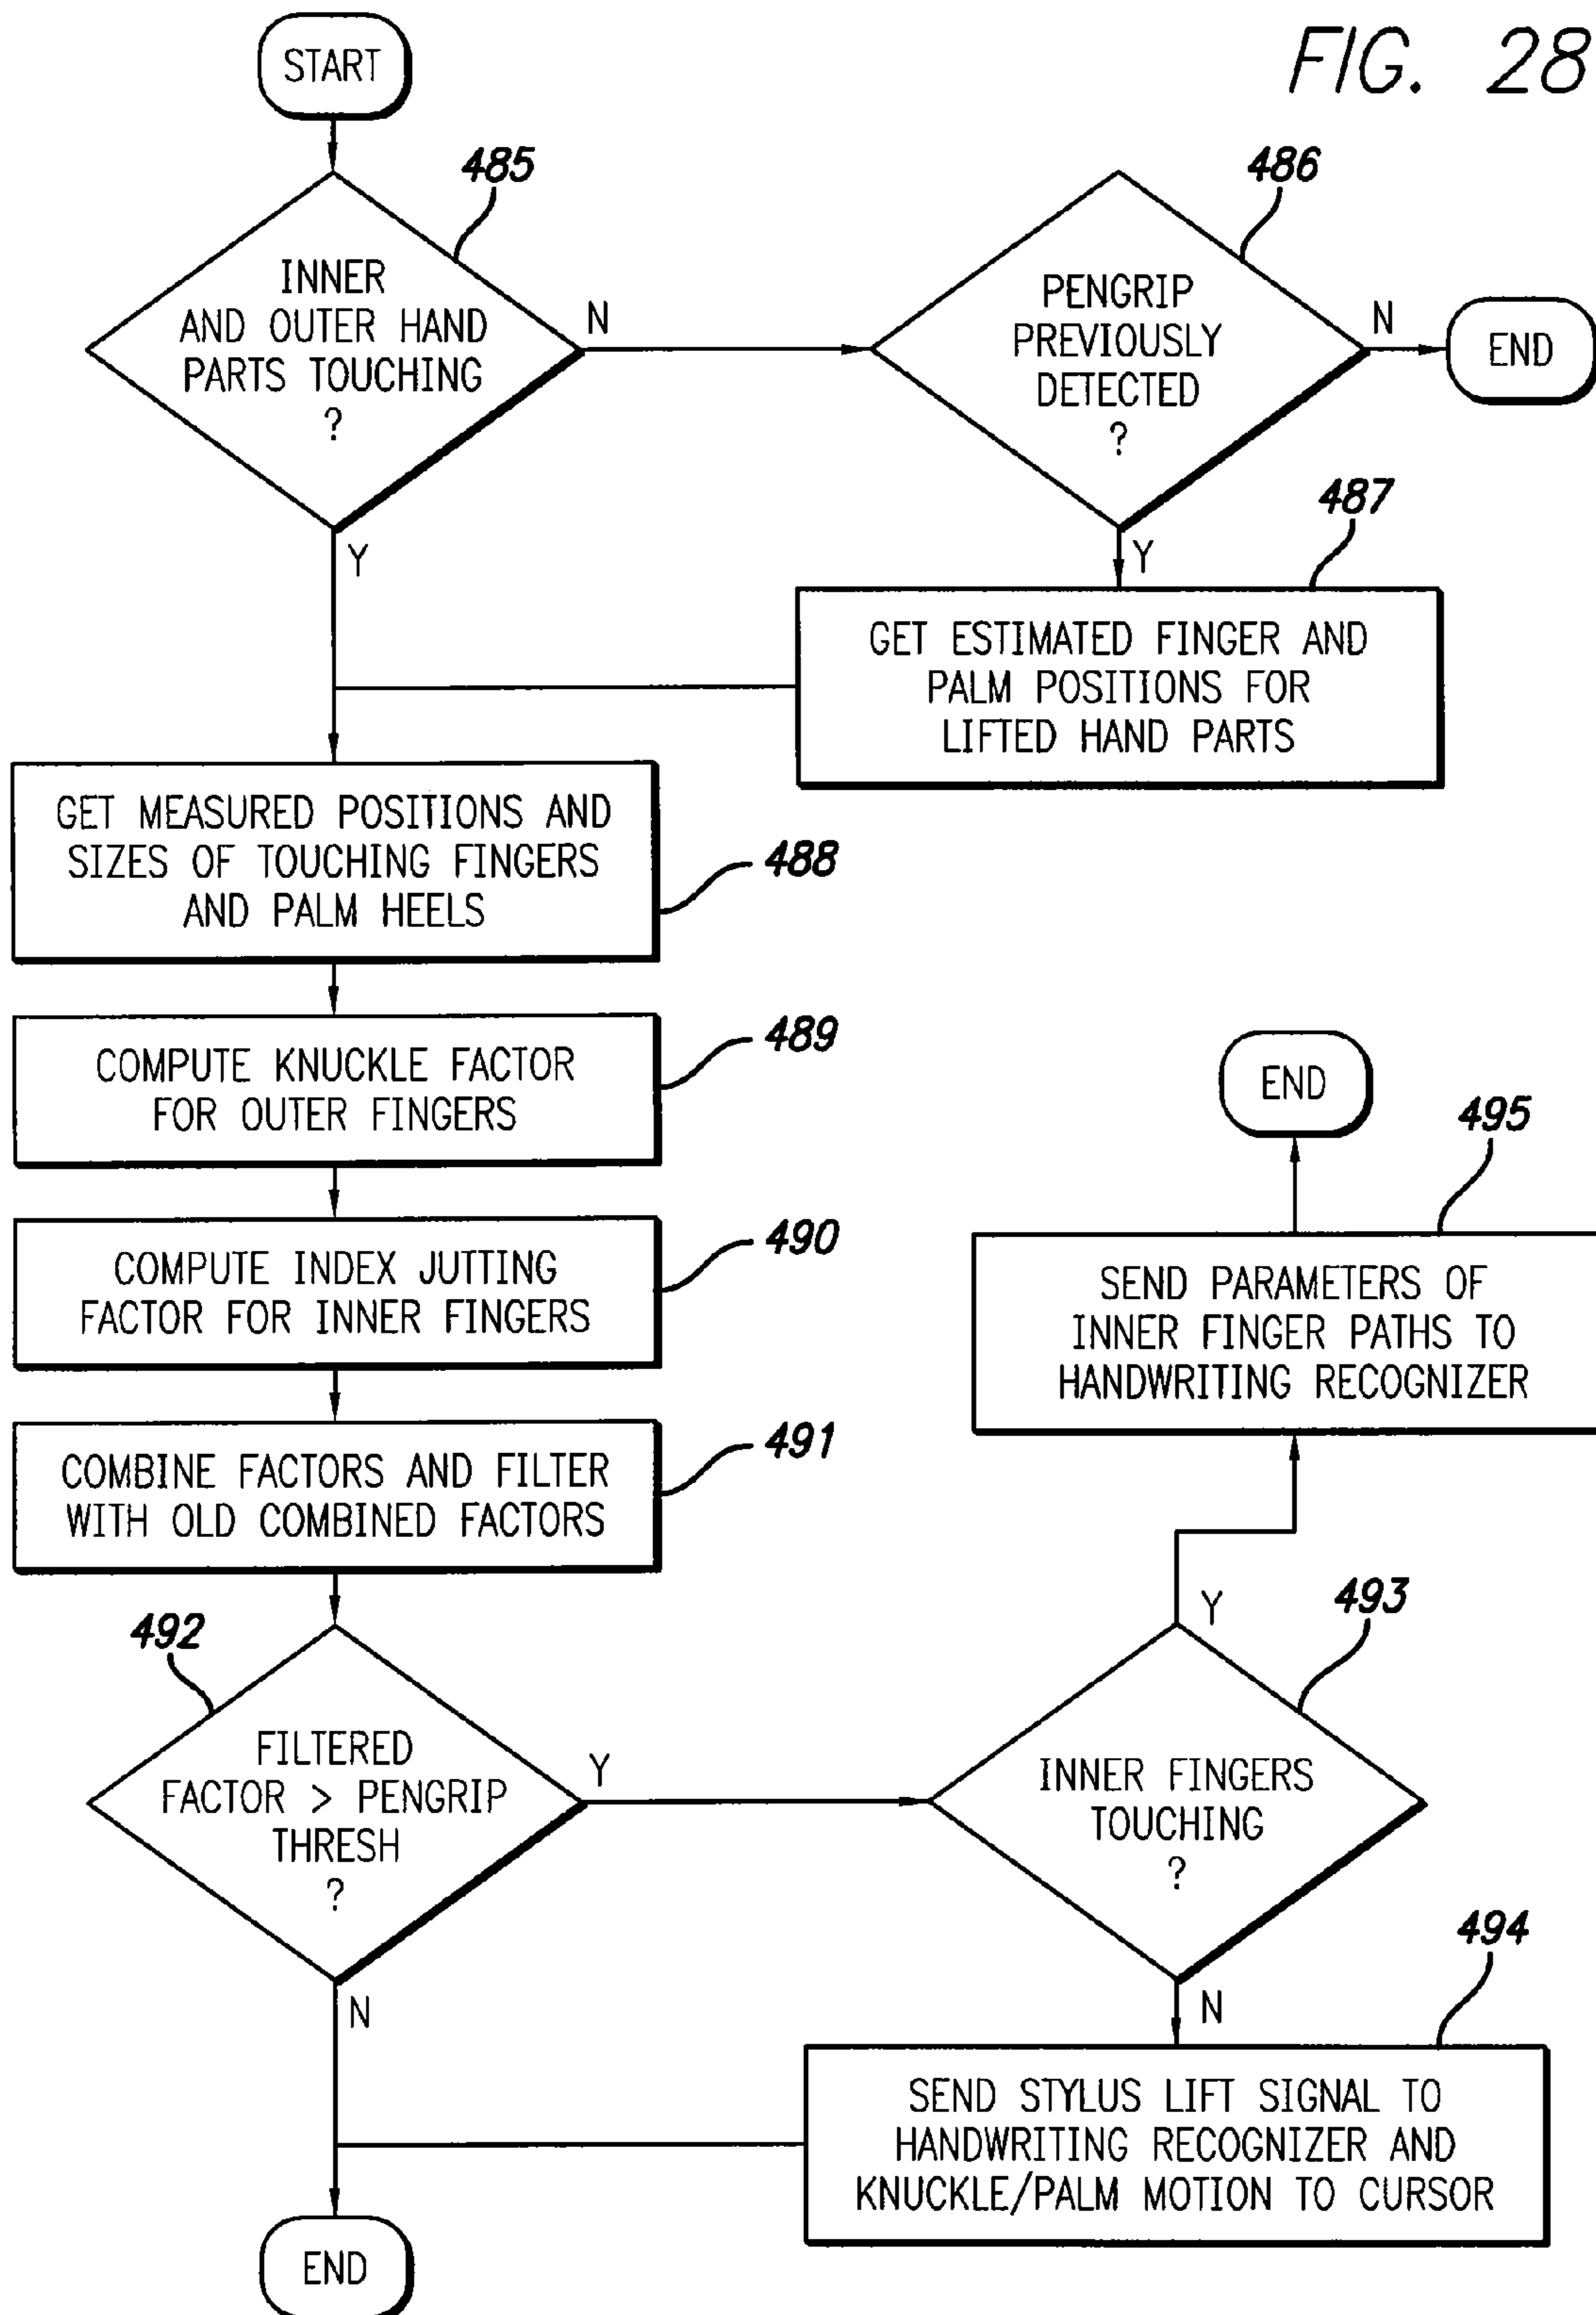 FIG. 28
START
485
INNER
AND OUTER HAND
PARTS TOUCHING
?
N
Y
486
PENGRIP
PREVIOUSLY
DETECTED
?
N
END
Y
487
GET ESTIMATED FINGER AND
PALM POSITIONS FOR
LIFTED HAND PARTS
GET MEASURED POSITIONS AND
SIZES OF TOUCHING FINGERS
AND PALM HEELS
488
COMPUTE KNUCKLE FACTOR
FOR OUTER FINGERS
489
COMPUTE INDEX JUTTING
FACTOR FOR INNER FINGERS
490
COMBINE FACTORS AND FILTER
WITH OLD COMBINED FACTORS
491
492
FILTERED
FACTOR > PENGRIP
THRESH
?
Y
N
END
495
SEND PARAMETERS OF
INNER FINGER PATHS TO
HANDWRITING RECOGNIZER
Y
493
INNER FINGERS
TOUCHING
?
N
494
SEND STYLUS LIFT SIGNAL TO
HANDWRITING RECOGNIZER AND
KNUCKLE/PALM MOTION TO CURSOR
END